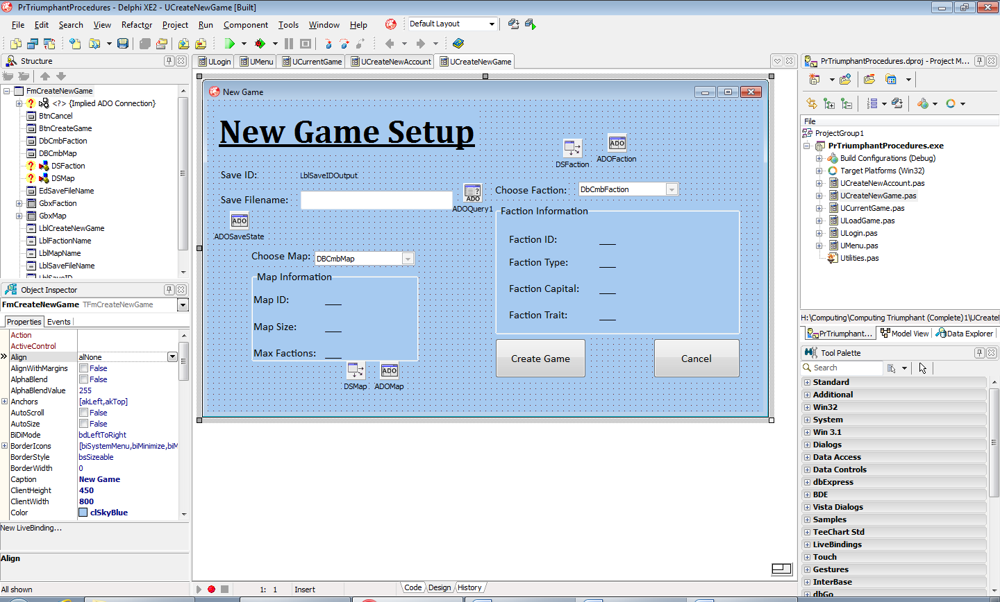 PrTriumphantProcedures - Delphi XE2 - UCreateNewGame [Built]
File Edit Search View Refactor Project Run Component Tools Window Help
Default Layout
Structure
FmCreateNewGame
<?> {Implied ADO Connection}
BtnCancel
BtnCreateGame
DbCmbFaction
DBCmbMap
DSFaction
DSMap
EdSaveFileName
GbxFaction
GbxMap
LblCreateNewGame
LblFactionName
LblMapName
LblSaveFileName
LblSaveID
Object Inspector
FmCreateNewGame TFmCreateNewGame
Properties Events
Action
ActiveControl
Align alNone
AlignWithMargins False
AlphaBlend False
AlphaBlendValue 255
Anchors [akLeft,akTop]
AutoScroll False
AutoSize False
BiDiMode bdLeftToRight
BorderIcons [biSystemMenu,biMinimize,biM
BorderStyle bsSizeable
BorderWidth 0
Caption New Game
ClientHeight 450
ClientWidth 800
Color clSkyBlue
New LiveBinding...
Align
All shown
ULogin UMenu UCurrentGame UCreateNewAccount UCreateNewGame
New Game
New Game Setup
DSFaction ADOFaction
Save ID: LblSaveIDOutput
Save Filename:
ADOQuery1
ADO
Choose Faction: DbCmbFaction
ADO
ADOSaveState
ADO
Choose Map: DBCmbMap
Map Information
Map ID: ___
Map Size: ___
Max Factions: ___
DSMap ADOMap
ADO
Faction Information
Faction ID: ___
Faction Type: ___
Faction Capital: ___
Faction Trait: ___
Create Game Cancel
1: 1 Insert
Code Design History
PrTriumphantProcedures.dproj - Project M...
File
ProjectGroup1
PrTriumphantProcedures.exe
Build Configurations (Debug)
Target Platforms (Win32)
UCreateNewAccount.pas
UCreateNewGame.pas
UCurrentGame.pas
ULoadGame.pas
ULogin.pas
UMenu.pas
Utilities.pas
H:\Computing\Computing Triumphant (Complete)1\UCreateI
PrTriumphant... Model View Data Explorer
Tool Palette
Search
Standard
Additional
Win32
System
Win 3.1
Dialogs
Data Access
Data Controls
dbExpress
BDE
Vista Dialogs
Samples
TeeChart Std
LiveBindings
Touch
Gestures
InterBase
dbGo